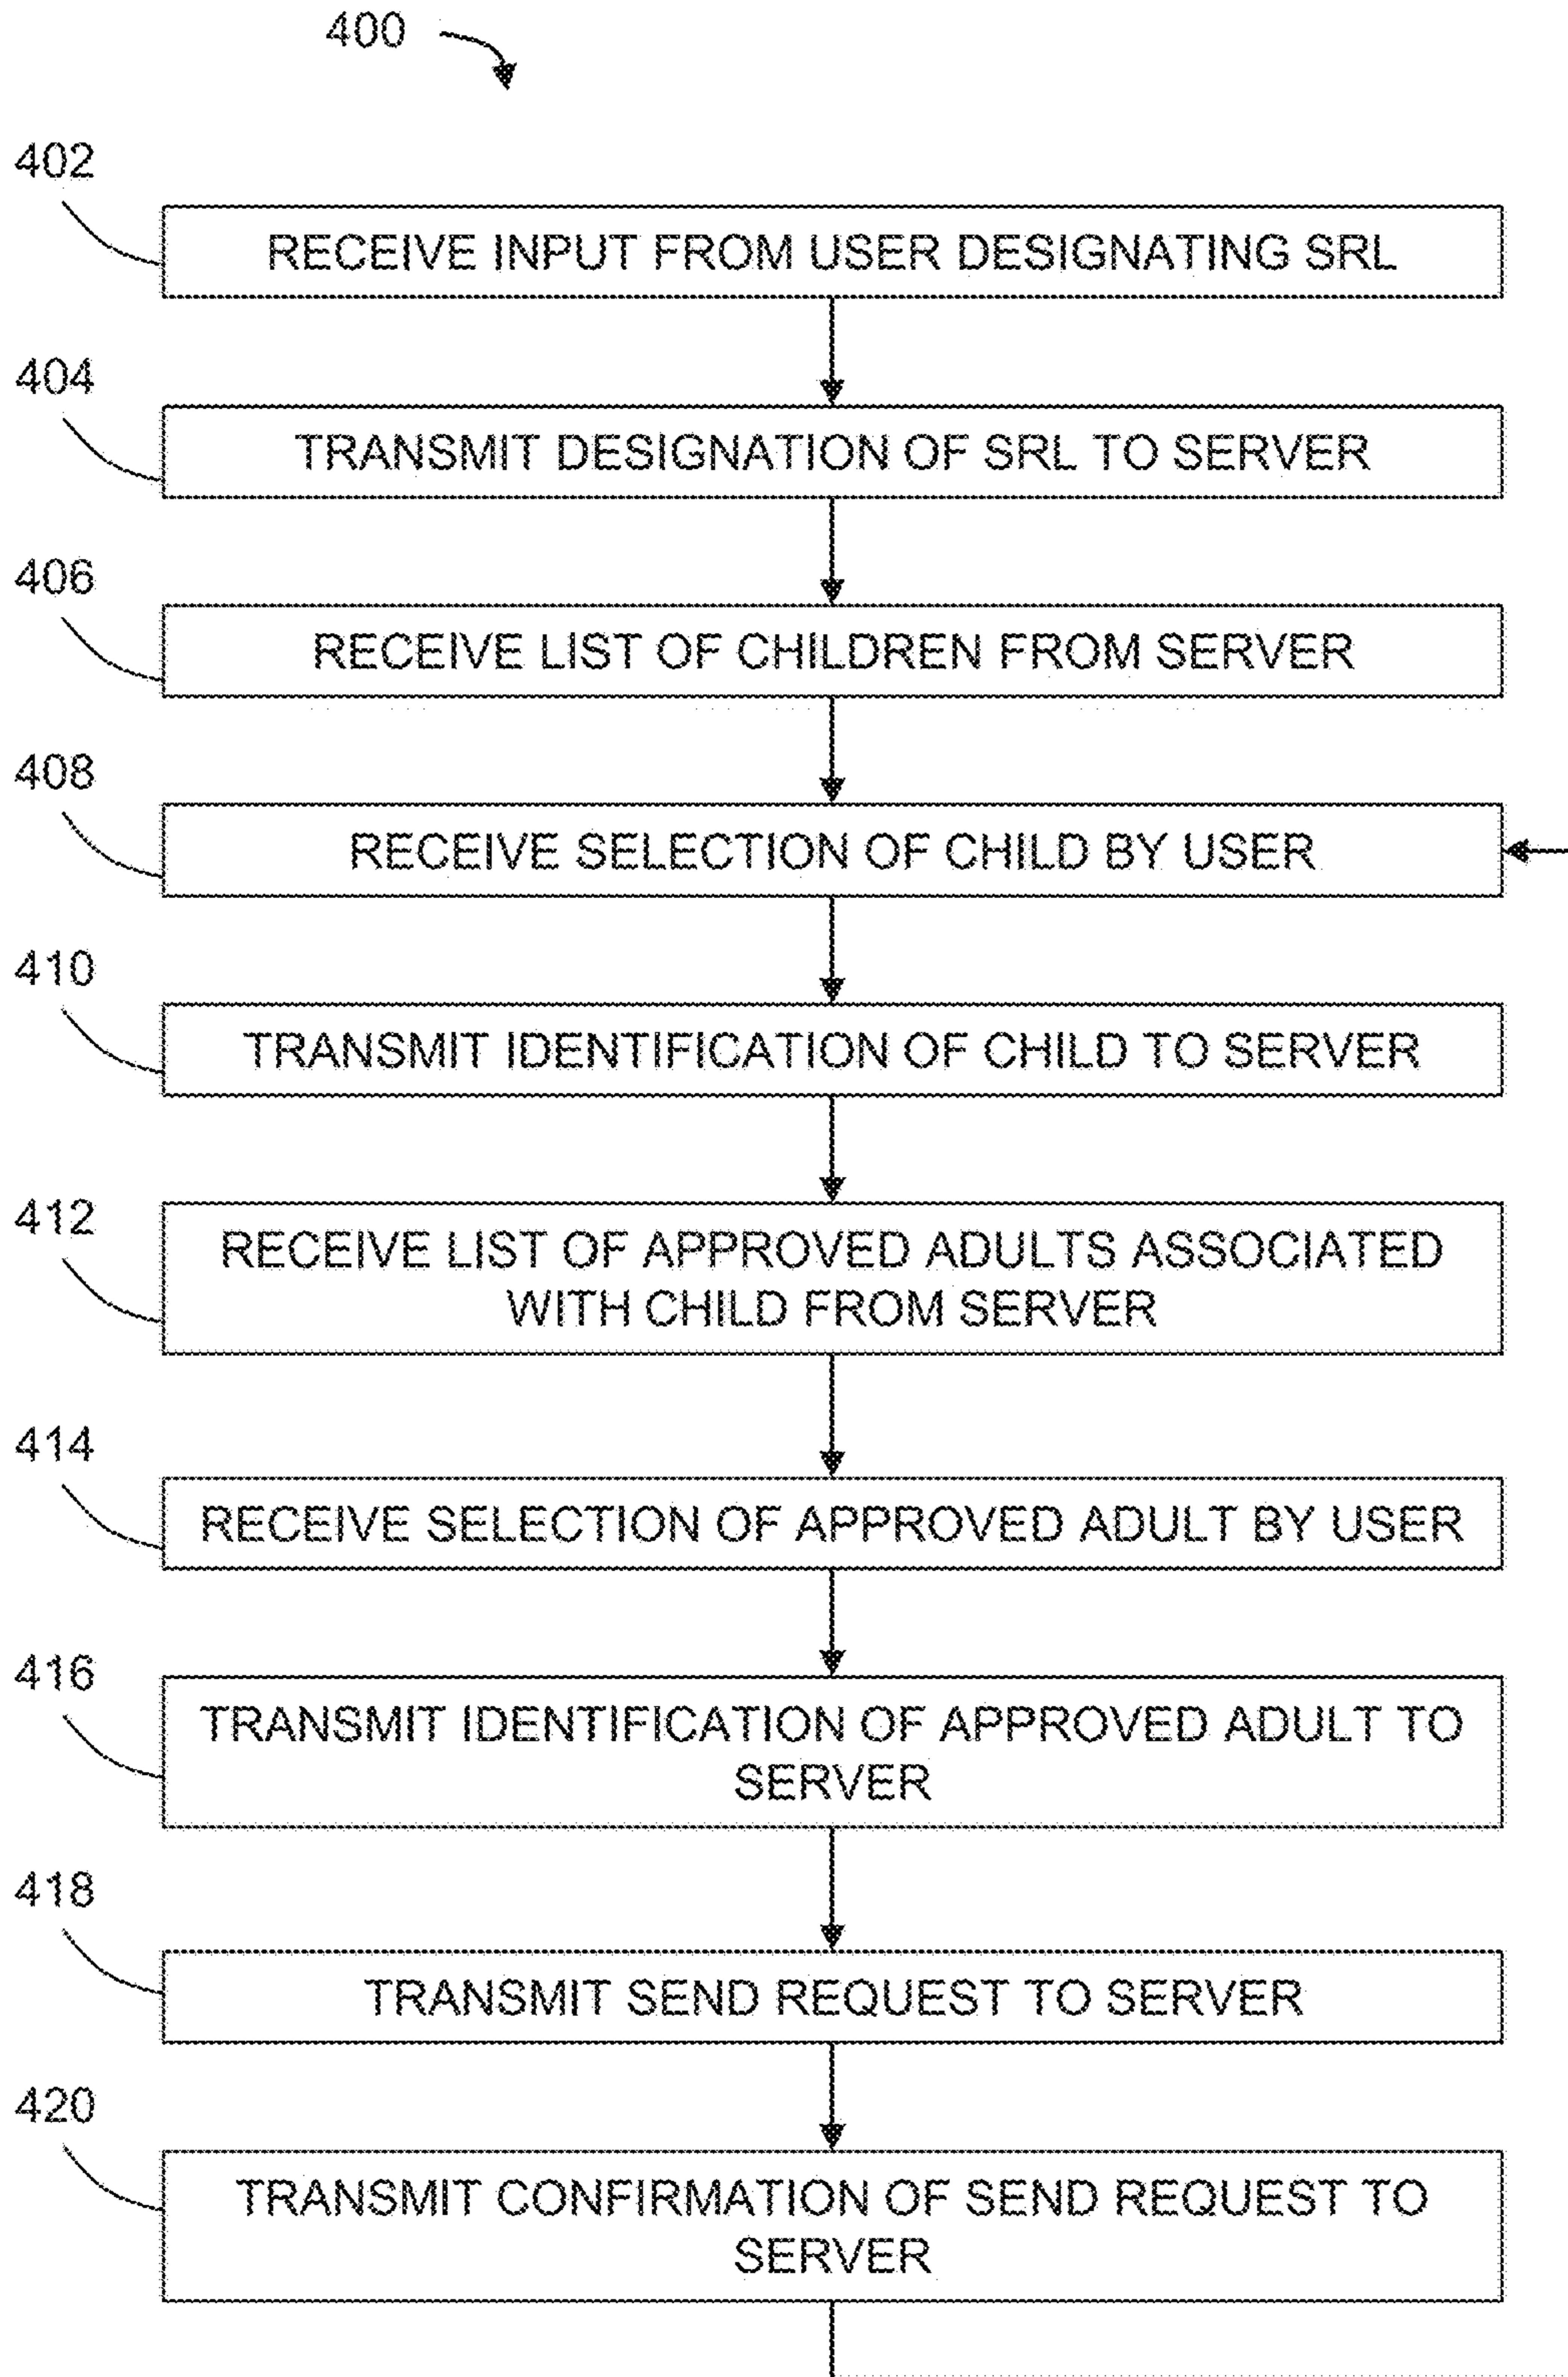 400
402
RECEIVE INPUT FROM USER DESIGNATING SRL
404
TRANSMIT DESIGNATION OF SRL TO SERVER
406
RECEIVE LIST OF CHILDREN FROM SERVER
408
RECEIVE SELECTION OF CHILD BY USER
410
TRANSMIT IDENTIFICATION OF CHILD TO SERVER
412
RECEIVE LIST OF APPROVED ADULTS ASSOCIATED
WITH CHILD FROM SERVER
414
RECEIVE SELECTION OF APPROVED ADULT BY USER
416
TRANSMIT IDENTIFICATION OF APPROVED ADULT TO
SERVER
418
TRANSMIT SEND REQUEST TO SERVER
420
TRANSMIT CONFIRMATION OF SEND REQUEST TO
SERVER